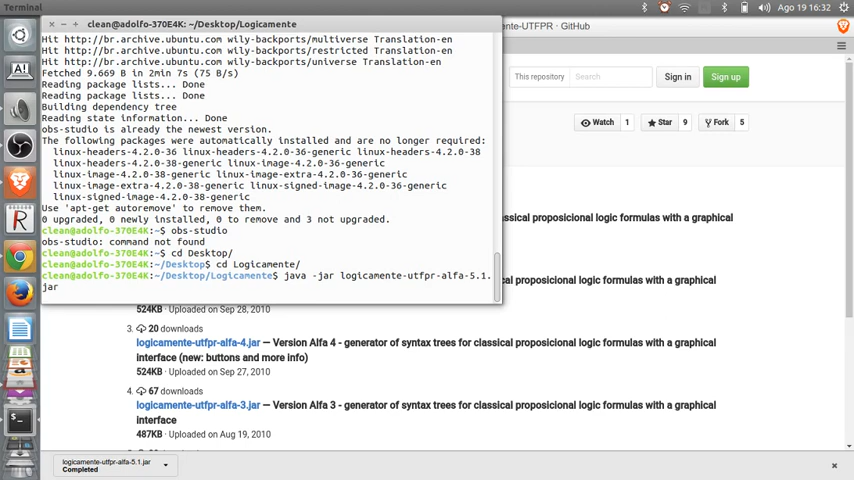 Terminal
Ago 19 16:32
clean@adolfo-370E4K: ~/Desktop/Logicamente
Hit http://br.archive.ubuntu.com wily-backports/multiverse Translation-en
Hit http://br.archive.ubuntu.com wily-backports/restricted Translation-en
Hit http://br.archive.ubuntu.com wily-backports/universe Translation-en
Fetched 9.669 B in 2min 7s (75 B/s)
Reading package lists... Done
Reading package lists... Done
Building dependency tree
Reading state information... Done
obs-studio is already the newest version.
The following packages were automatically installed and are no longer required:
linux-headers-4.2.0-36 linux-headers-4.2.0-36-generic linux-headers-4.2.0-38
linux-headers-4.2.0-38-generic linux-image-4.2.0-36-generic
linux-image-4.2.0-38-generic linux-image-extra-4.2.0-36-generic
linux-image-extra-4.2.0-38-generic linux-signed-image-4.2.0-36-generic
linux-signed-image-4.2.0-38-generic
Use 'apt-get autoremove' to remove them.
0 upgraded, 0 newly installed, 0 to remove and 3 not upgraded.
clean@adolfo-370E4K:~$ obs-studio
obs-studio: command not found
clean@adolfo-370E4K:~$ cd Desktop/
clean@adolfo-370E4K:~/Desktop$ cd Logicamente/
clean@adolfo-370E4K:~/Desktop/Logicamente$ java -jar logicamente-utfpr-alfa-5.1.
jar
mente-UTFPR - GitHub
This repository
Search
Sign in
Sign up
Watch 1
Star 9
Fork 5
ssical proposicional logic formulas with a graphical
ssical proposicional logic formulas with a graphical
524KB · Uploaded on Sep 28, 2010
3. 20 downloads
logicamente-utfpr-alfa-4.jar — Version Alfa 4 - generator of syntax trees for classical proposicional logic formulas with a graphical
interface (new: buttons and more info)
524KB · Uploaded on Sep 27, 2010
4. 67 downloads
logicamente-utfpr-alfa-3.jar — Version Alfa 3 - generator of syntax trees for classical proposicional logic formulas with a graphical
interface
487KB · Uploaded on Aug 19, 2010
logicamente-utfpr-alfa-5.1.jar
Completed